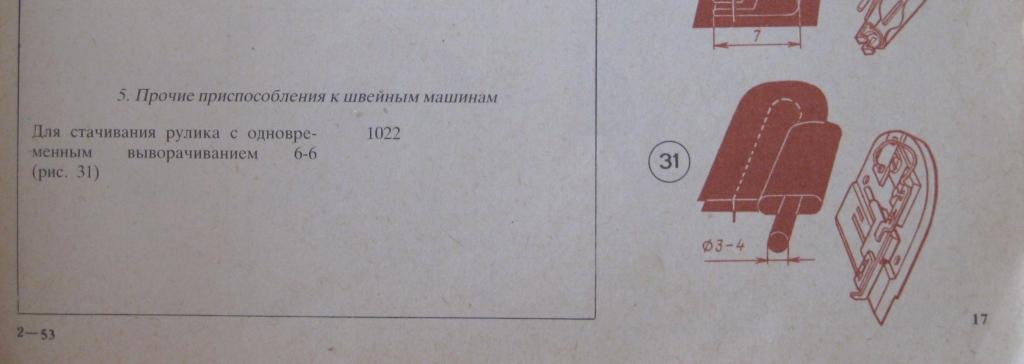 7
5. Прочие приспособления к швейным машинам
Для стачивания рулика с одновре- 1022
менным выворачиванием 6-6
(рис. 31)
31
Ø3-4
2—53
17